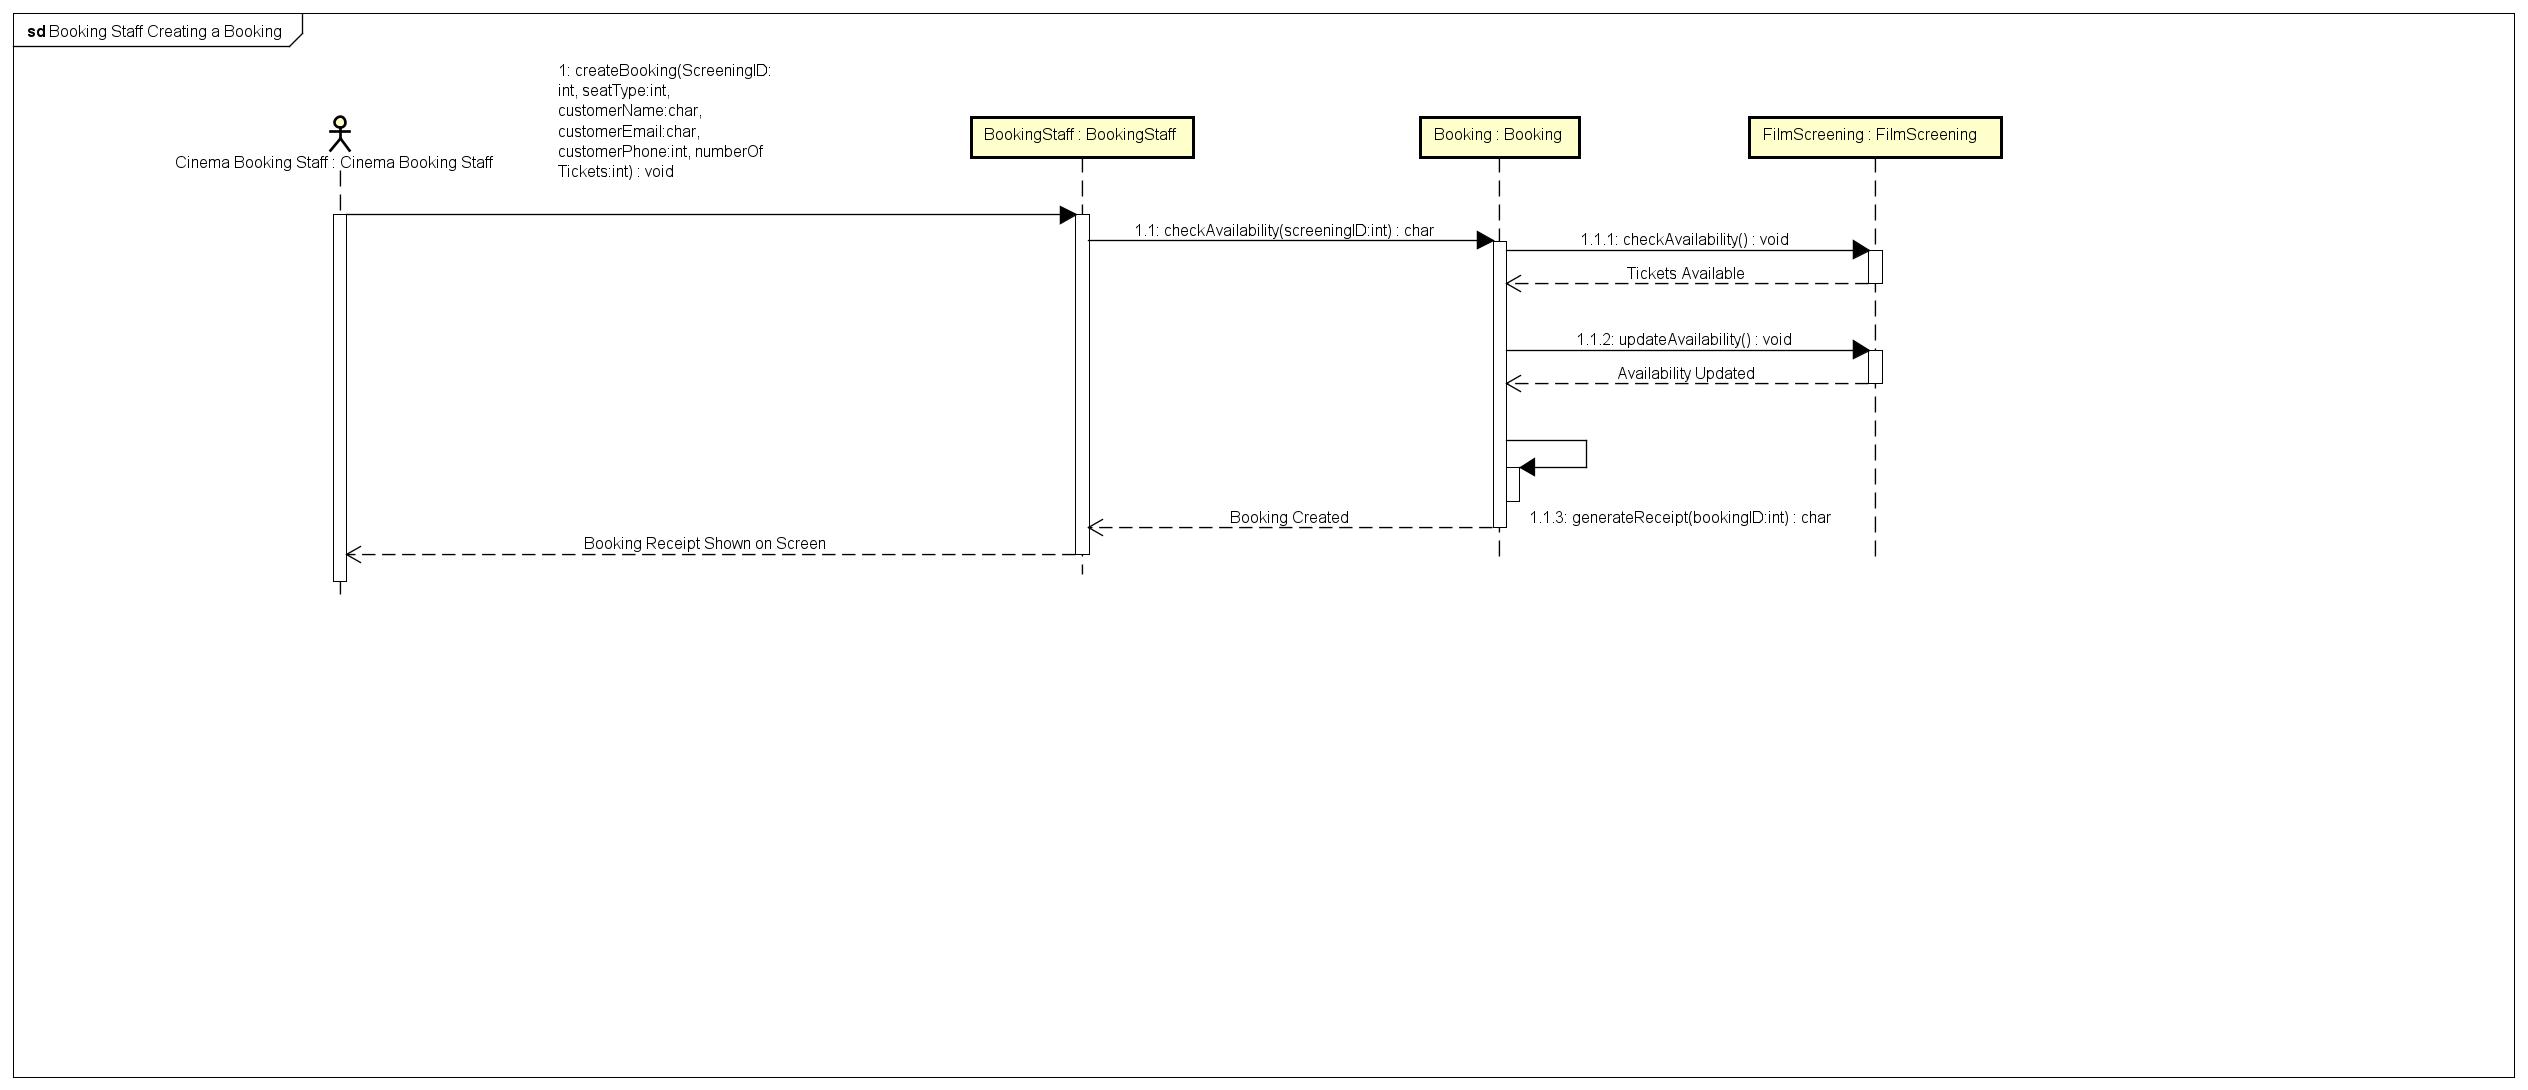 sd Booking Staff Creating a Booking
1: createBooking(ScreeningID:
int, seatType:int,
customerName:char,
customerEmail:char,
customerPhone:int, numberOf
Tickets:int) : void
Cinema Booking Staff : Cinema Booking Staff
BookingStaff : BookingStaff
Booking : Booking
FilmScreening : FilmScreening
1.1: checkAvailability(screeningID:int) : char
1.1.1: checkAvailability() : void
Tickets Available
1.1.2: updateAvailability() : void
Availability Updated
1.1.3: generateReceipt(bookingID:int) : char
Booking Created
Booking Receipt Shown on Screen